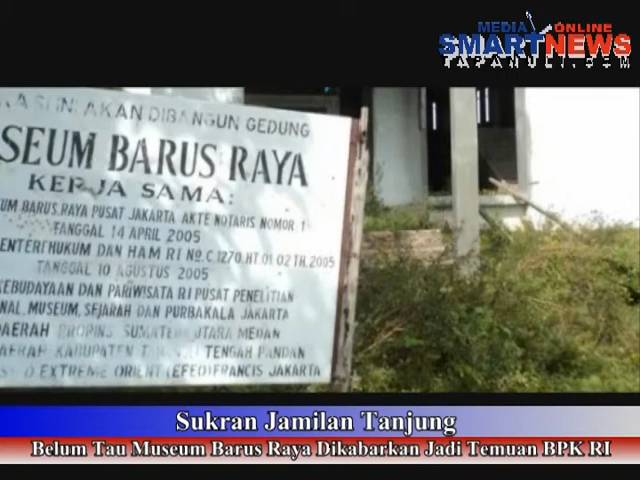 MEDIA ONLINE
SMARTNEWS
TAPANULI.COM
AKAN DIBANGUN GEDUNG
SEUM BARUS RAYA
KERJA SAMA:
UM BARUS RAYA PUSAT JAKARTA AKTE NOTARIS NOMOR. 1
TANGGAL 14 APRIL 2005
ENTERI HUKUM DAN HAM RI NO. C.1270.HT.01.02 TH.2005
TANGGAL 10 AGUSTUS 2005
KEBUDAYAAN DAN PARIWISATA RI PUSAT PENELITIAN
NAL, MUSEUM, SEJARAH DAN PURBAKALA JAKARTA
DAERAH PROPINSI SUMATERA UTARA MEDAN
AERAH KABUPATEN TENGAH PANDAN
EXTREME ORIENT (EFEO) FRANCIS JAKARTA
Sukran Jamilan Tanjung
Belum Tau Museum Barus Raya Dikabarkan Jadi Temuan BPK RI